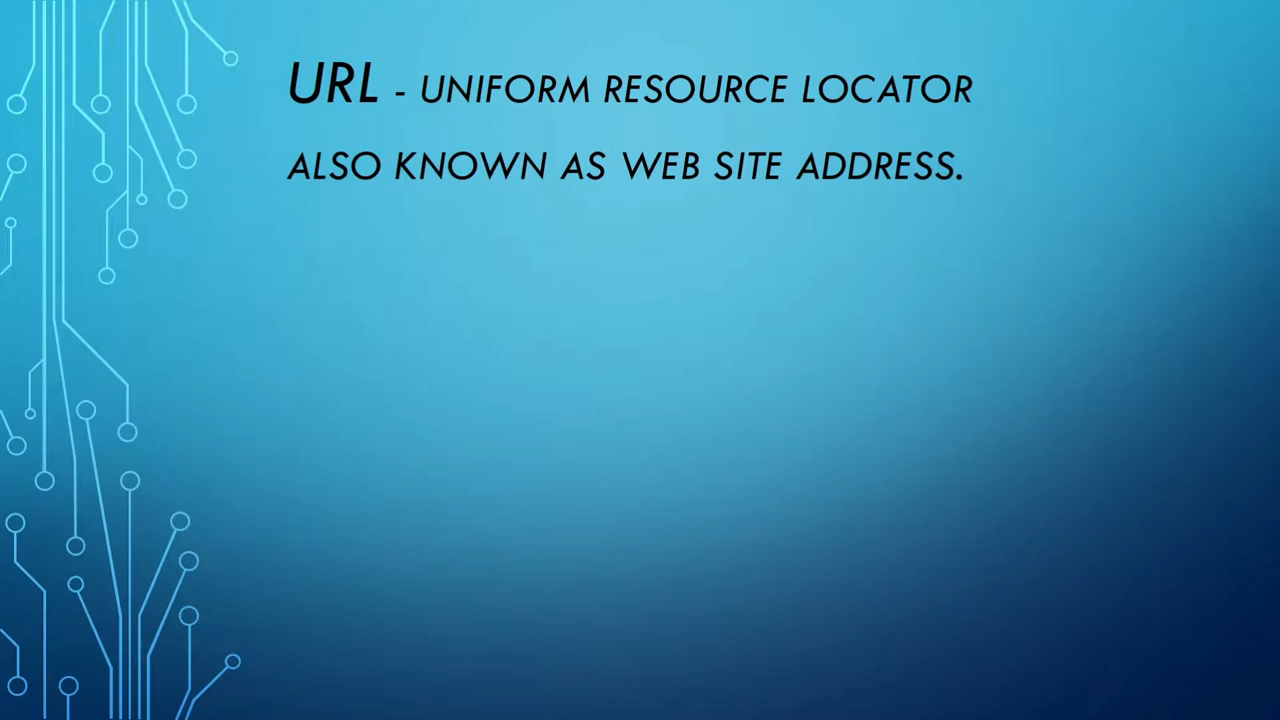 URL - UNIFORM RESOURCE LOCATOR
ALSO KNOWN AS WEB SITE ADDRESS.